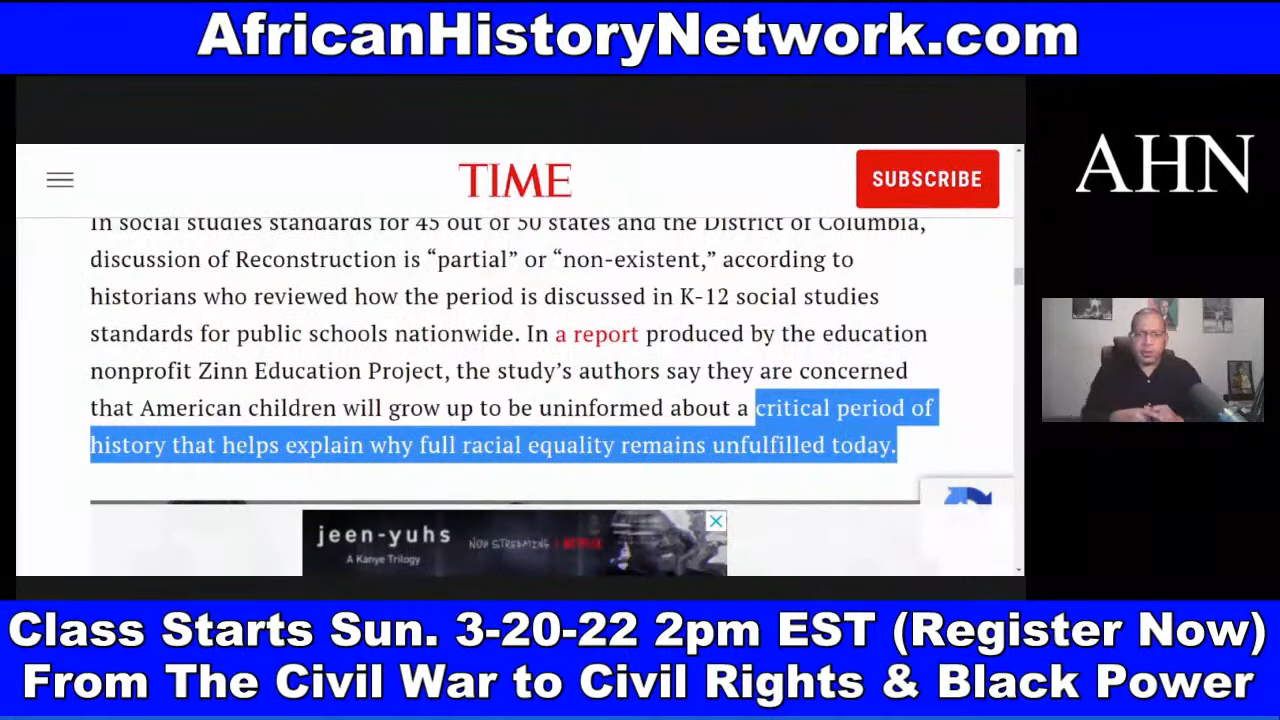 AfricanHistoryNetwork.com
TIME
SUBSCRIBE
AHN
In social studies standards for 45 out of 50 states and the District of Columbia,
discussion of Reconstruction is “partial” or “non-existent,” according to
historians who reviewed how the period is discussed in K-12 social studies
standards for public schools nationwide. In a report produced by the education
nonprofit Zinn Education Project, the study’s authors say they are concerned
that American children will grow up to be uninformed about a critical period of
history that helps explain why full racial equality remains unfulfilled today.
jeen-yuhs
A Kanye Trilogy
NOW STREAMING | NETFLIX
Class Starts Sun. 3-20-22 2pm EST (Register Now)
From The Civil War to Civil Rights & Black Power